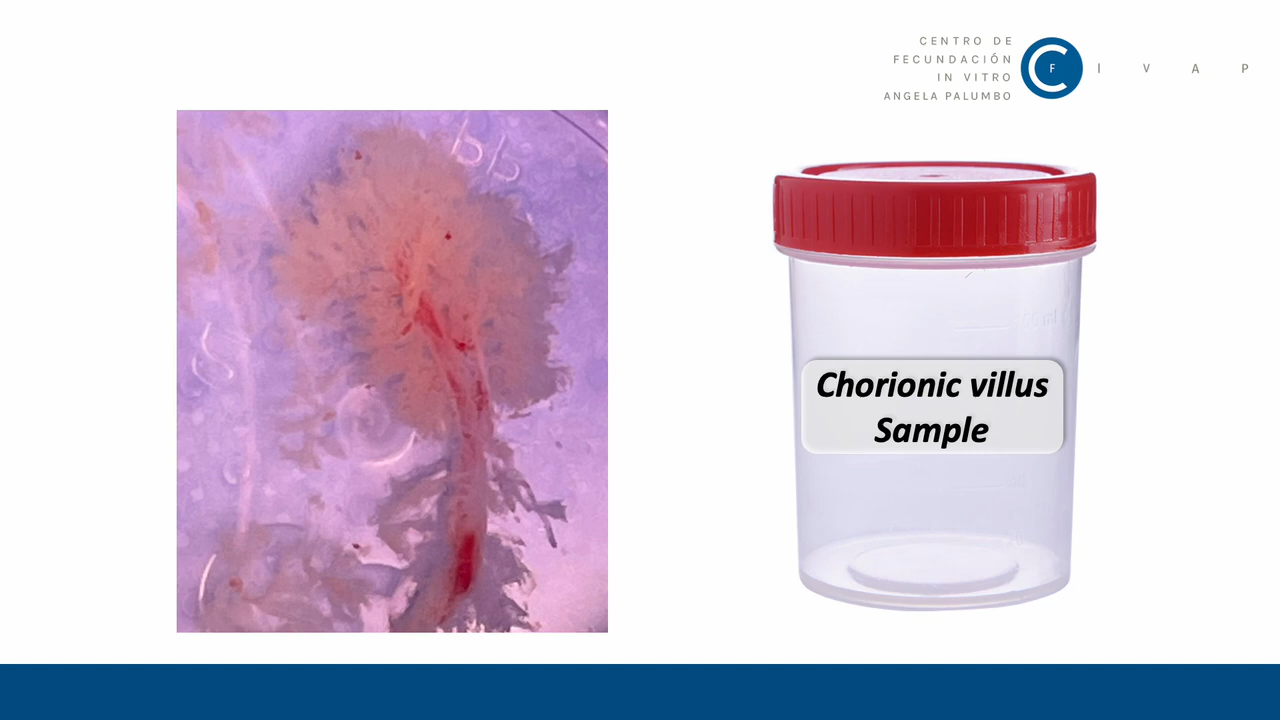 CENTRO DE
FECUNDACIÓN
IN VITRO
ANGELA PALUMBO
F I V A P
Chorionic villus
Sample